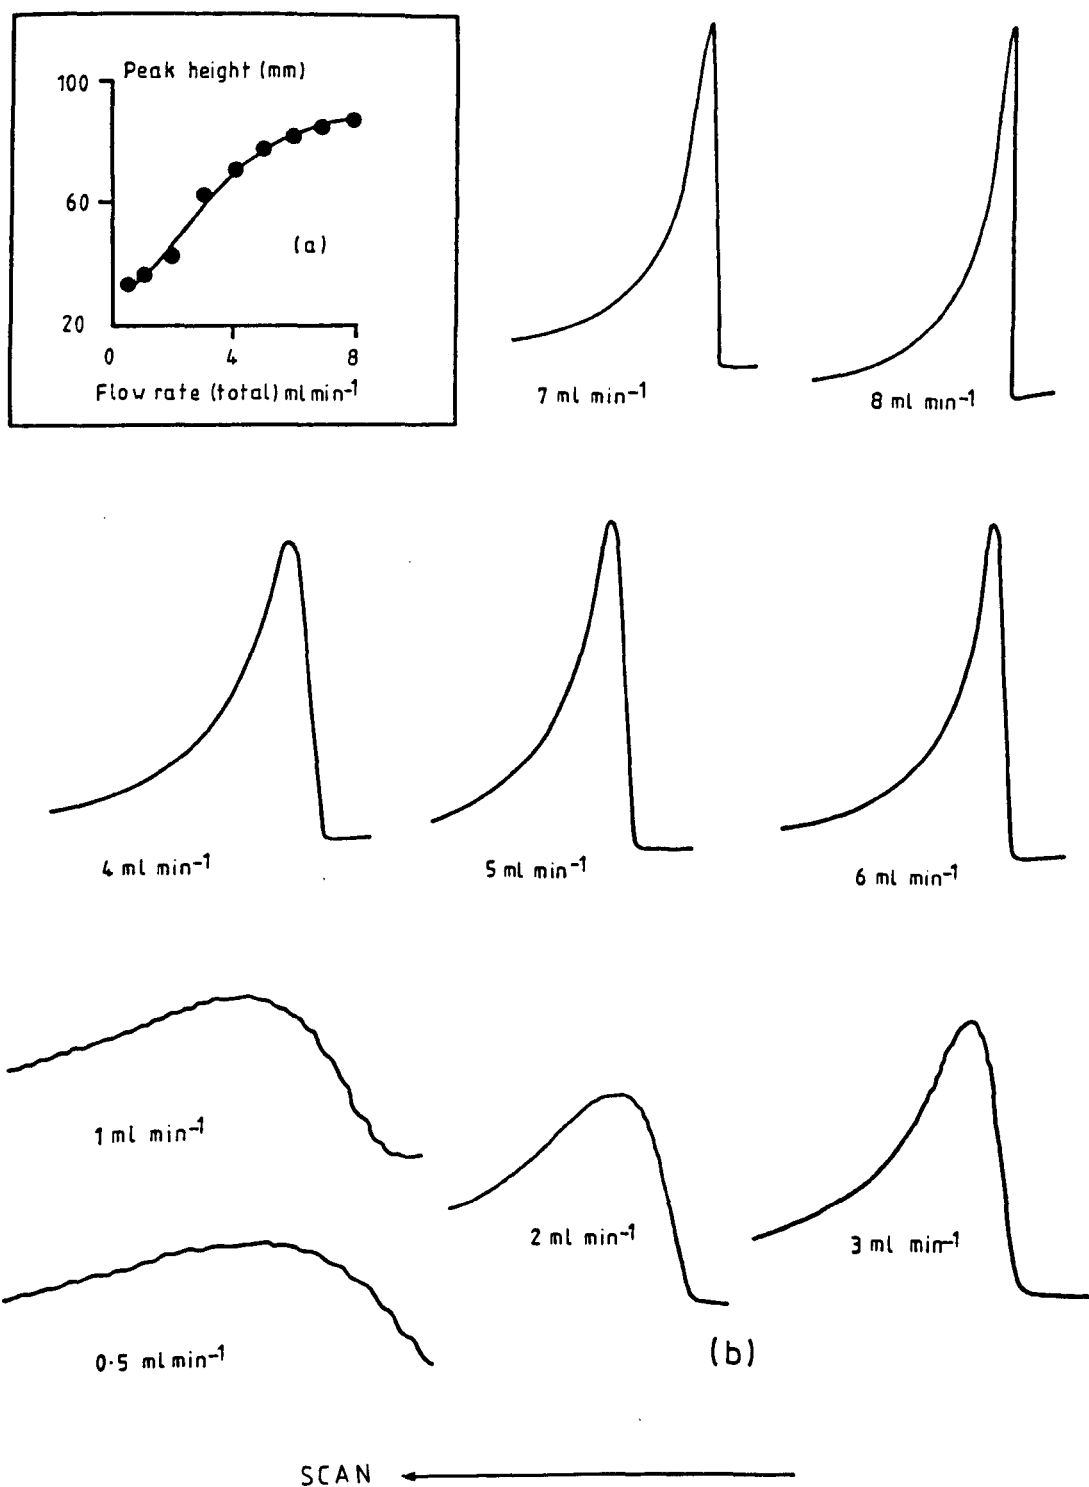 Peak height (mm)
100
60
20
(a)
0 4 8
Flow rate (total) ml min⁻¹
7 ml min⁻¹
8 ml min⁻¹
4 ml min⁻¹
5 ml min⁻¹
6 ml min⁻¹
1 ml min⁻¹
2 ml min⁻¹
3 ml min⁻¹
0·5 ml min⁻¹
(b)
SCAN